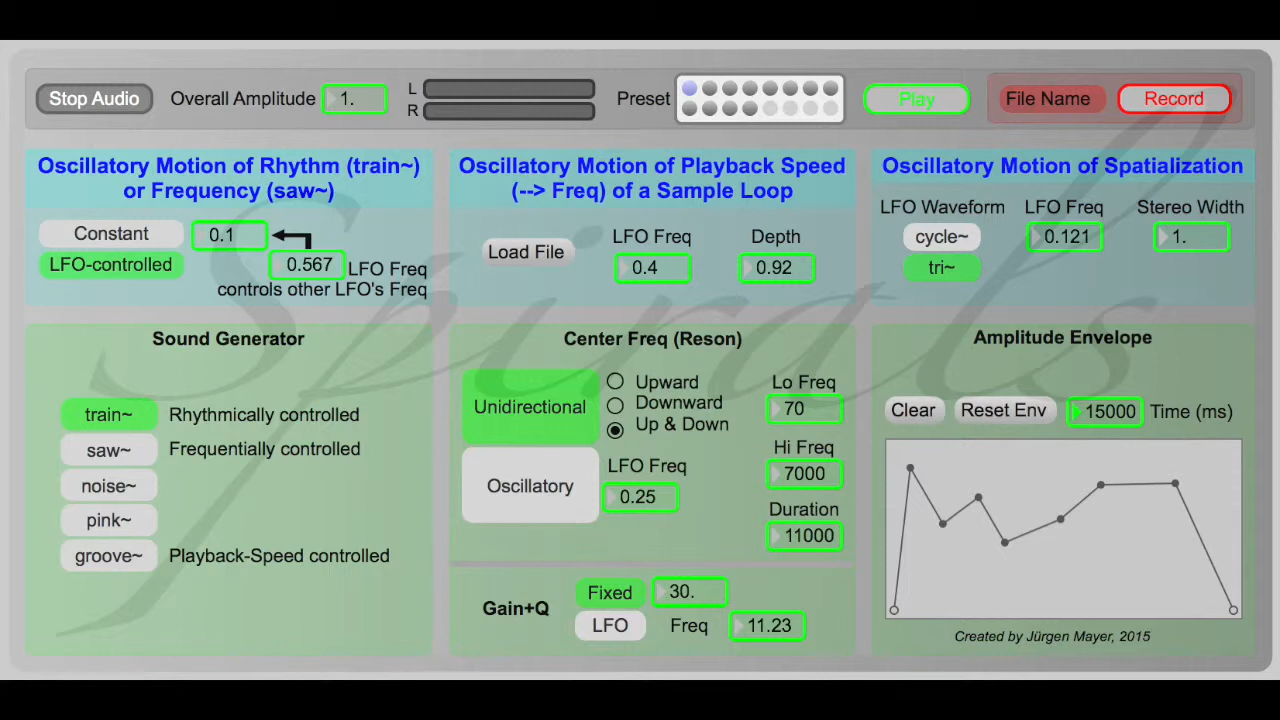 Stop Audio
Overall Amplitude
1.
L
R
Preset
Play
File Name
Record
Oscillatory Motion of Rhythm (train~)
or Frequency (saw~)
Constant
0.1
LFO-controlled
0.567
LFO Freq
controls other LFO's Freq
Oscillatory Motion of Playback Speed
(--> Freq) of a Sample Loop
Load File
LFO Freq
Depth
0.4
0.92
Oscillatory Motion of Spatialization
LFO Waveform
LFO Freq
Stereo Width
cycle~
0.121
1.
tri~
Spirals
Sound Generator
train~
Rhythmically controlled
saw~
Frequentially controlled
noise~
pink~
groove~
Playback-Speed controlled
Center Freq (Reson)
Unidirectional
Upward
Downward
Up & Down
Oscillatory
LFO Freq
0.25
Lo Freq
70
Hi Freq
7000
Duration
11000
Gain+Q
Fixed
30.
LFO
Freq
11.23
Amplitude Envelope
Clear
Reset Env
15000
Time (ms)
Created by Jürgen Mayer, 2015